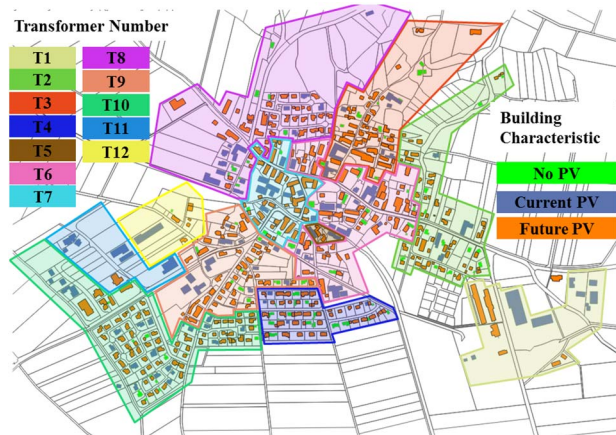 Transformer Number
T1 T8
T2 T9
T3 T10
T4 T11
T5 T12
T6
T7
Building
Characteristic
No PV
Current PV
Future PV